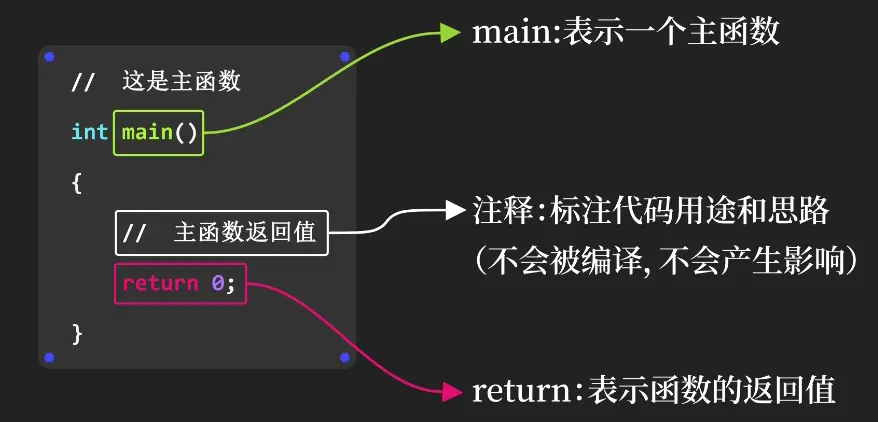 main:表示一个主函数
// 这是主函数
int main()
{
// 主函数返回值
注释:标注代码用途和思路
(不会被编译, 不会产生影响)
return 0;
}
return:表示函数的返回值